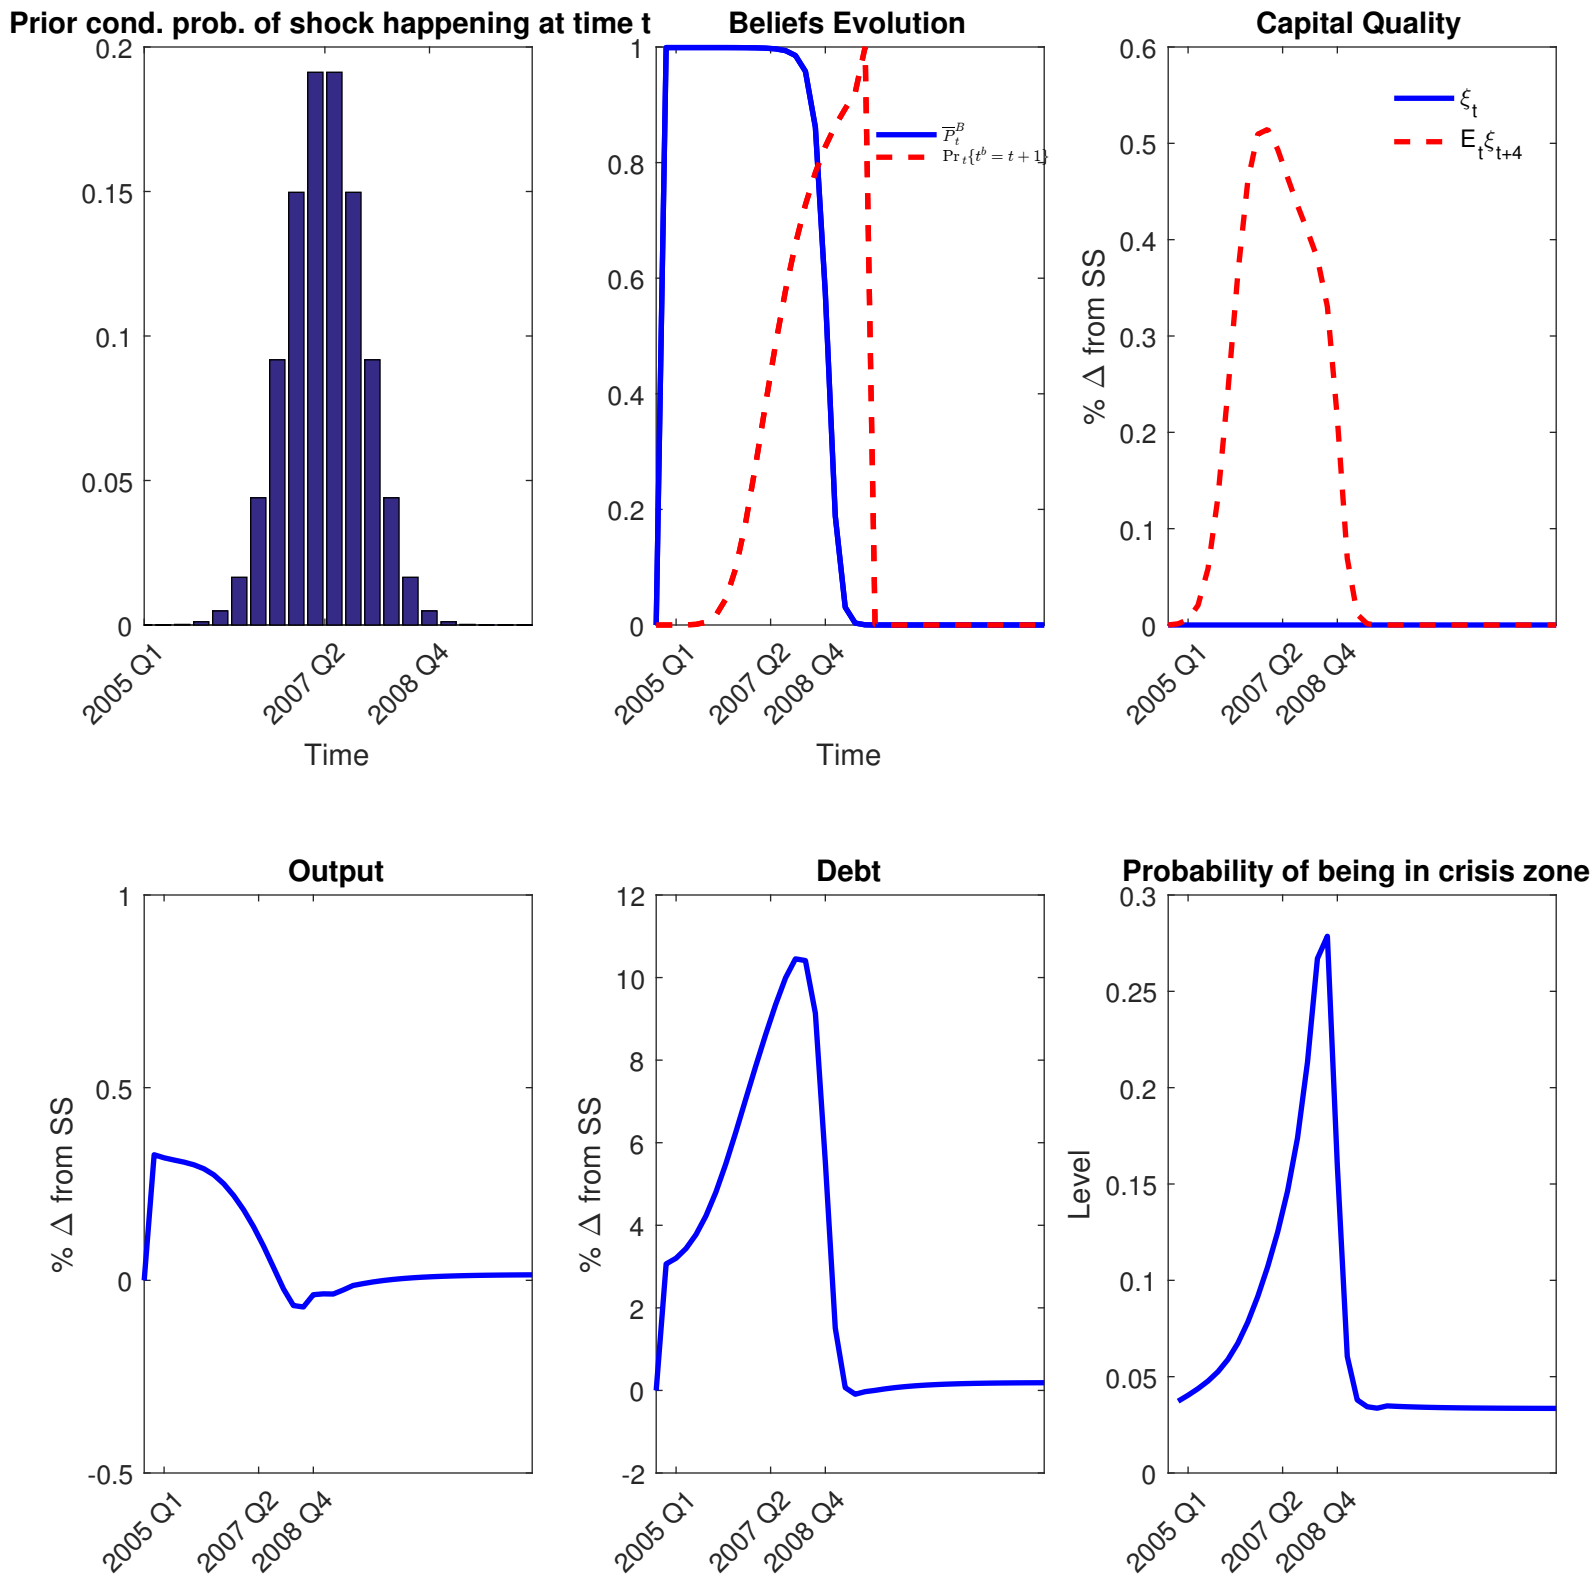 Prior cond. prob. of shock happening at time t
0.2
0.15
0.1
0.05
0
2005 Q1
2007 Q2
2008 Q4
Time
Beliefs Evolution
1
0.8
0.6
0.4
0.2
0
P̅ₜᴮ
Prₜ{tᵇ = t + 1}
2005 Q1
2007 Q2
2008 Q4
Time
Capital Quality
0.6
0.5
0.4
0.3
0.2
0.1
0
% Δ from SS
ξₜ
Eₜξₜ₊₄
2005 Q1
2007 Q2
2008 Q4
Output
1
0.5
0
-0.5
% Δ from SS
2005 Q1
2007 Q2
2008 Q4
Debt
12
10
8
6
4
2
0
-2
% Δ from SS
2005 Q1
2007 Q2
2008 Q4
Probability of being in crisis zone
0.3
0.25
0.2
0.15
0.1
0.05
0
Level
2005 Q1
2007 Q2
2008 Q4